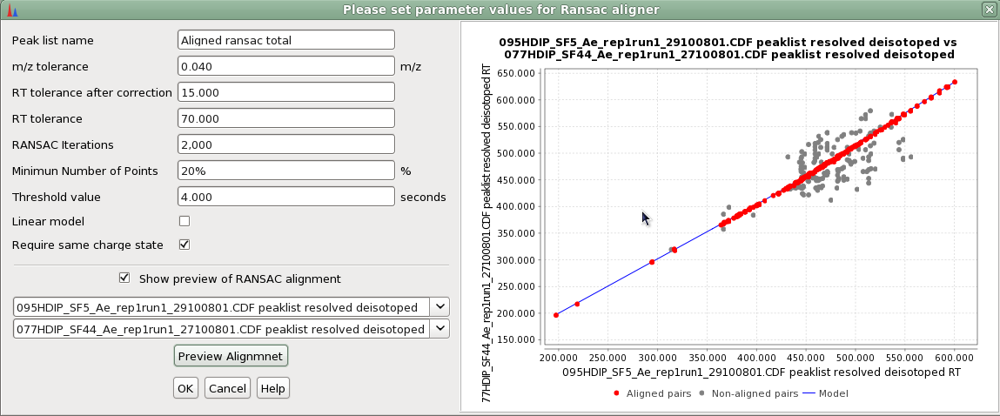 Please set parameter values for Ransac aligner
Peak list name Aligned ransac total
m/z tolerance 0.040 m/z
RT tolerance after correction 15.000
RT tolerance 70.000
RANSAC Iterations 2,000
Minimun Number of Points 20% %
Threshold value 4.000 seconds
Linear model
Require same charge state
Show preview of RANSAC alignment
095HDIP_SF5_Ae_rep1run1_29100801.CDF peaklist resolved deisotoped
077HDIP_SF44_Ae_rep1run1_27100801.CDF peaklist resolved deisotoped
Preview Alignmnet
OK Cancel Help
095HDIP_SF5_Ae_rep1run1_29100801.CDF peaklist resolved deisotoped vs
077HDIP_SF44_Ae_rep1run1_27100801.CDF peaklist resolved deisotoped
77HDIP_SF44_Ae_rep1run1_27100801.CDF peaklist resolved deisotoped RT
650.000
600.000
550.000
500.000
450.000
400.000
350.000
300.000
250.000
200.000
150.000
200.000 250.000 300.000 350.000 400.000 450.000 500.000 550.000 600.000
095HDIP_SF5_Ae_rep1run1_29100801.CDF peaklist resolved deisotoped RT
Aligned pairs Non-aligned pairs Model